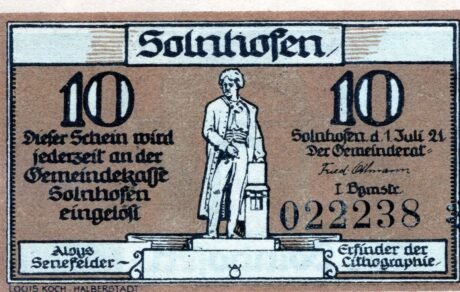 Solnhofen
10
10
Dieser Schein wird
jederzeit an der
Gemeindekasse
Solnhofen
eingelöst
Solnhofen d. 1 Juli 21
Der Gemeinderat:
I. Bgmstr.
022238
Aloys
Senefelder
Erfinder der
Lithographie
LOUIS KOCH HALBERSTADT